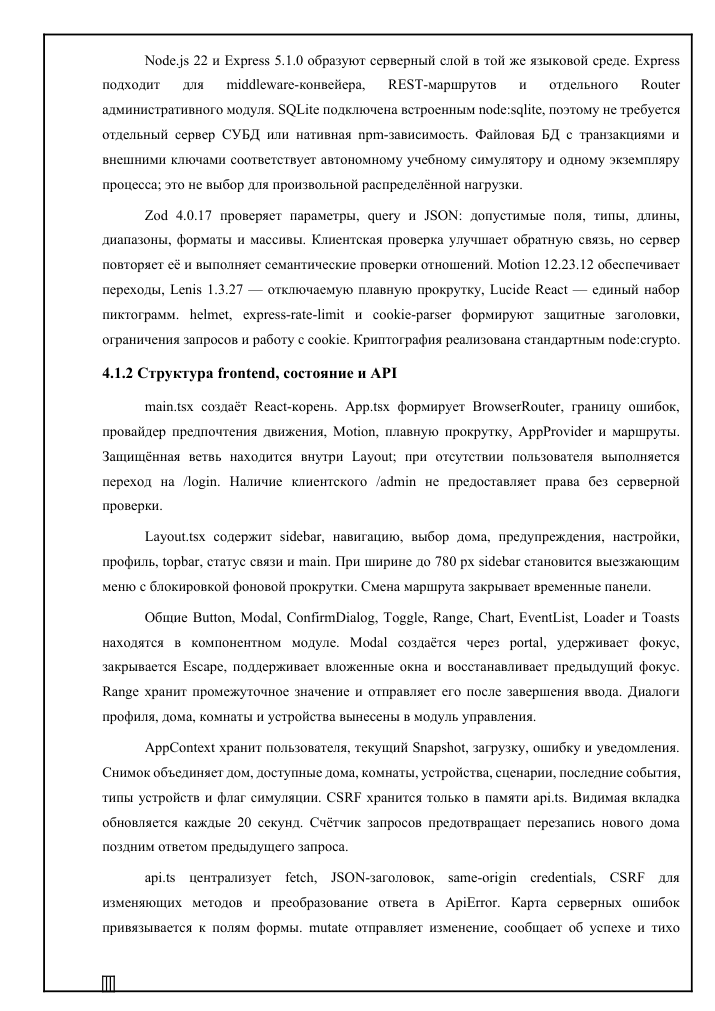 Node.js 22 и Express 5.1.0 образуют серверный слой в той же языковой среде. Express
подходит для middleware-конвейера, REST-маршрутов и отдельного Router
административного модуля. SQLite подключена встроенным node:sqlite, поэтому не требуется
отдельный сервер СУБД или нативная npm-зависимость. Файловая БД с транзакциями и
внешними ключами соответствует автономному учебному симулятору и одному экземпляру
процесса; это не выбор для произвольной распределённой нагрузки.
Zod 4.0.17 проверяет параметры, query и JSON: допустимые поля, типы, длины,
диапазоны, форматы и массивы. Клиентская проверка улучшает обратную связь, но сервер
повторяет её и выполняет семантические проверки отношений. Motion 12.23.12 обеспечивает
переходы, Lenis 1.3.27 — отключаемую плавную прокрутку, Lucide React — единый набор
пиктограмм. helmet, express-rate-limit и cookie-parser формируют защитные заголовки,
ограничения запросов и работу с cookie. Криптография реализована стандартным node:crypto.
4.1.2 Структура frontend, состояние и API
main.tsx создаёт React-корень. App.tsx формирует BrowserRouter, границу ошибок,
провайдер предпочтения движения, Motion, плавную прокрутку, AppProvider и маршруты.
Защищённая ветвь находится внутри Layout; при отсутствии пользователя выполняется
переход на /login. Наличие клиентского /admin не предоставляет права без серверной
проверки.
Layout.tsx содержит sidebar, навигацию, выбор дома, предупреждения, настройки,
профиль, topbar, статус связи и main. При ширине до 780 px sidebar становится выезжающим
меню с блокировкой фоновой прокрутки. Смена маршрута закрывает временные панели.
Общие Button, Modal, ConfirmDialog, Toggle, Range, Chart, EventList, Loader и Toasts
находятся в компонентном модуле. Modal создаётся через portal, удерживает фокус,
закрывается Escape, поддерживает вложенные окна и восстанавливает предыдущий фокус.
Range хранит промежуточное значение и отправляет его после завершения ввода. Диалоги
профиля, дома, комнаты и устройства вынесены в модуль управления.
AppContext хранит пользователя, текущий Snapshot, загрузку, ошибку и уведомления.
Снимок объединяет дом, доступные дома, комнаты, устройства, сценарии, последние события,
типы устройств и флаг симуляции. CSRF хранится только в памяти api.ts. Видимая вкладка
обновляется каждые 20 секунд. Счётчик запросов предотвращает перезапись нового дома
поздним ответом предыдущего запроса.
api.ts централизует fetch, JSON-заголовок, same-origin credentials, CSRF для
изменяющих методов и преобразование ответа в ApiError. Карта серверных ошибок
привязывается к полям формы. mutate отправляет изменение, сообщает об успехе и тихо